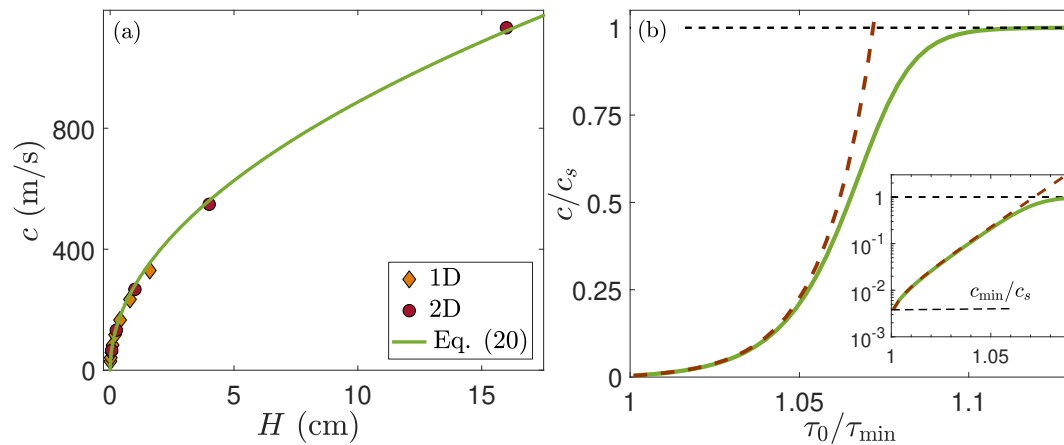 (a)
c (m/s)
800
400
0
0
5
10
15
H (cm)
1D
2D
Eq. (20)
(b)
c/c_s
1
0.75
0.5
0.25
0
1
1.05
1.1
τ_0/τ_min
1
10^-1
10^-2
10^-3
c_min/c_s
1
1.05